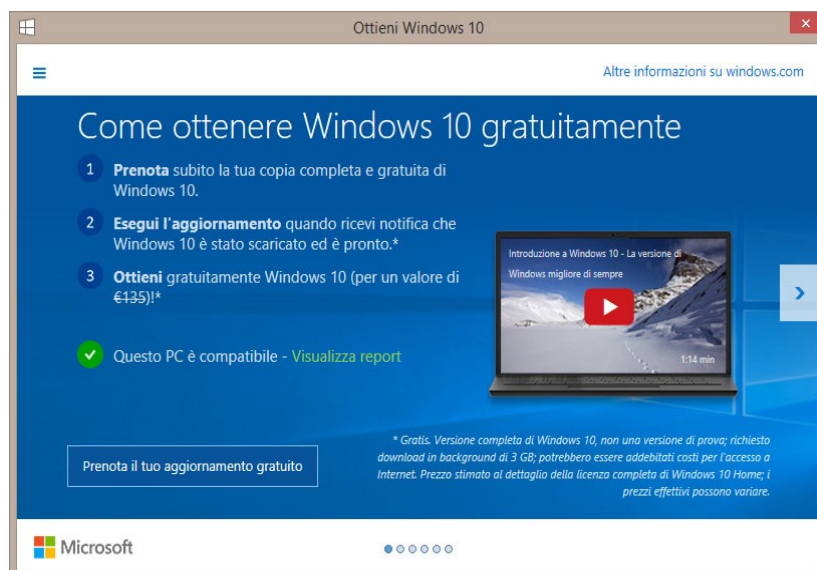 Ottieni Windows 10
Altre informazioni su windows.com
Come ottenere Windows 10 gratuitamente
1 Prenota subito la tua copia completa e gratuita di
Windows 10.
2 Esegui l'aggiornamento quando ricevi notifica che
Windows 10 è stato scaricato ed è pronto.*
3 Ottieni gratuitamente Windows 10 (per un valore di
€135)!*
Questo PC è compatibile - Visualizza report
Introduzione a Windows 10 - La versione di
Windows migliore di sempre
1:14 min
Prenota il tuo aggiornamento gratuito
* Gratis. Versione completa di Windows 10, non una versione di prova; richiesto
download in background di 3 GB; potrebbero essere addebitati costi per l'accesso a
Internet. Prezzo stimato al dettaglio della licenza completa di Windows 10 Home; i
prezzi effettivi possono variare.
Microsoft